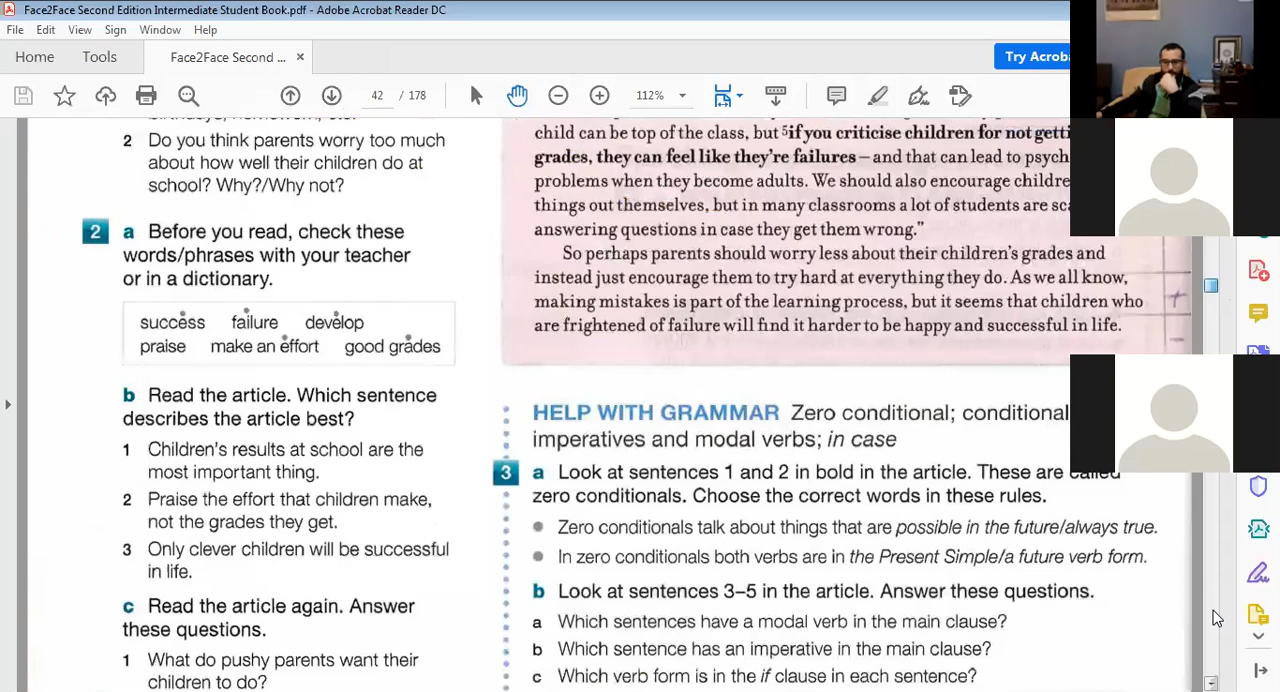 Face2Face Second Edition Intermediate Student Book.pdf - Adobe Acrobat Reader DC
File Edit View Sign Window Help
Home Tools Face2Face Second ... × Try Acroba
42 / 178 112%
2 Do you think parents worry too much
about how well their children do at
school? Why?/Why not?
2 a Before you read, check these
words/phrases with your teacher
or in a dictionary.
success failure develop
praise make an effort good grades
b Read the article. Which sentence
describes the article best?
1 Children's results at school are the
most important thing.
2 Praise the effort that children make,
not the grades they get.
3 Only clever children will be successful
in life.
c Read the article again. Answer
these questions.
1 What do pushy parents want their
children to do?
child can be top of the class, but 5if you criticise children for not getti
grades, they can feel like they're failures – and that can lead to psych
problems when they become adults. We should also encourage childre
things out themselves, but in many classrooms a lot of students are sca
answering questions in case they get them wrong."
So perhaps parents should worry less about their children's grades and
instead just encourage them to try hard at everything they do. As we all know,
making mistakes is part of the learning process, but it seems that children who
are frightened of failure will find it harder to be happy and successful in life.
HELP WITH GRAMMAR Zero conditional; conditional
imperatives and modal verbs; in case
3 a Look at sentences 1 and 2 in bold in the article. These are called
zero conditionals. Choose the correct words in these rules.
● Zero conditionals talk about things that are possible in the future/always true.
● In zero conditionals both verbs are in the Present Simple/a future verb form.
b Look at sentences 3–5 in the article. Answer these questions.
a Which sentences have a modal verb in the main clause?
b Which sentence has an imperative in the main clause?
c Which verb form is in the if clause in each sentence?